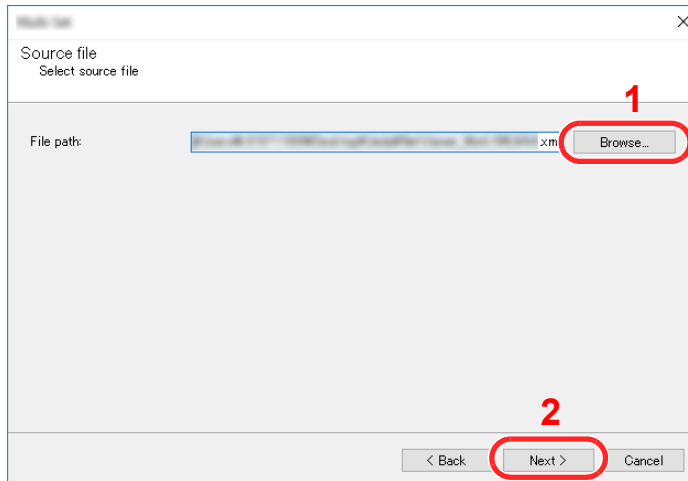 Source file
Select source file
1
File path:
.xm
Browse...
2
< Back
Next >
Cancel